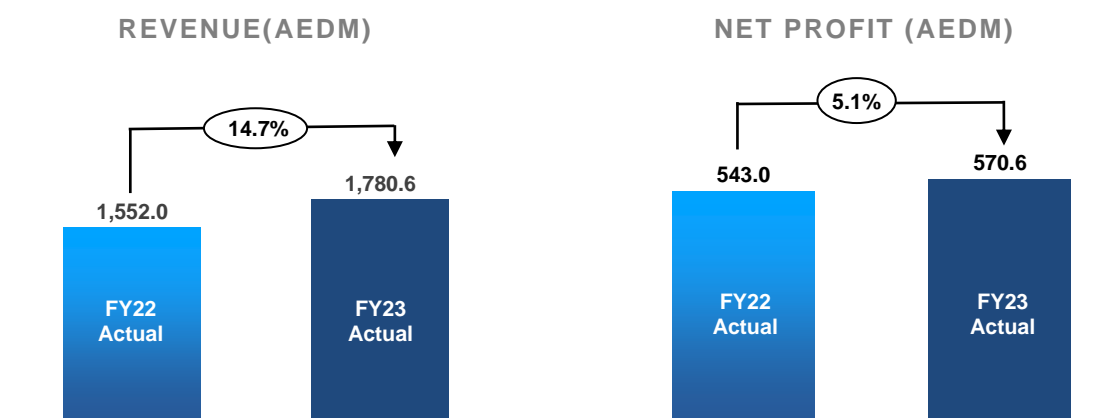 REVENUE(AEDM)
14.7%
1,552.0
1,780.6
FY22
Actual
FY23
Actual
NET PROFIT (AEDM)
5.1%
543.0
570.6
FY22
Actual
FY23
Actual